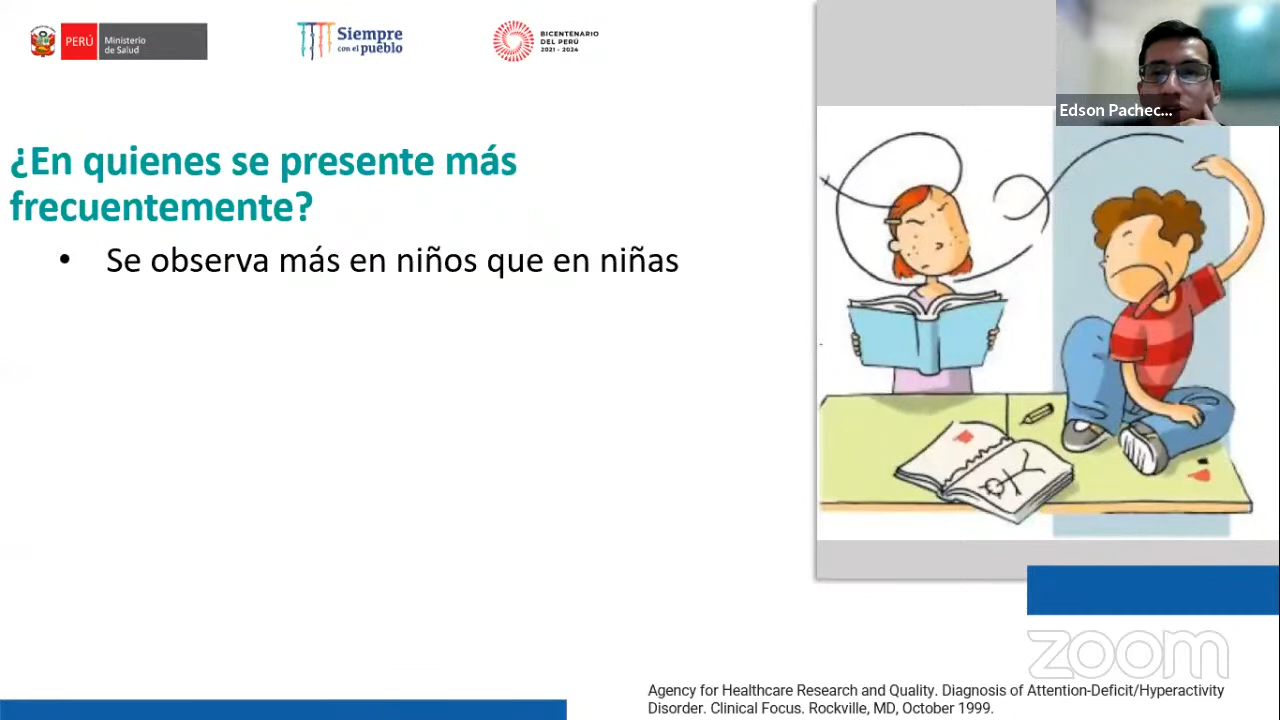 PERÚ
Ministerio
de Salud
Siempre
con el pueblo
BICENTENARIO
DEL PERÚ
2021 - 2024
Edson Pachec...
¿En quienes se presente más
frecuentemente?
• Se observa más en niños que en niñas
zoom
Agency for Healthcare Research and Quality. Diagnosis of Attention-Deficit/Hyperactivity
Disorder. Clinical Focus. Rockville, MD, October 1999.